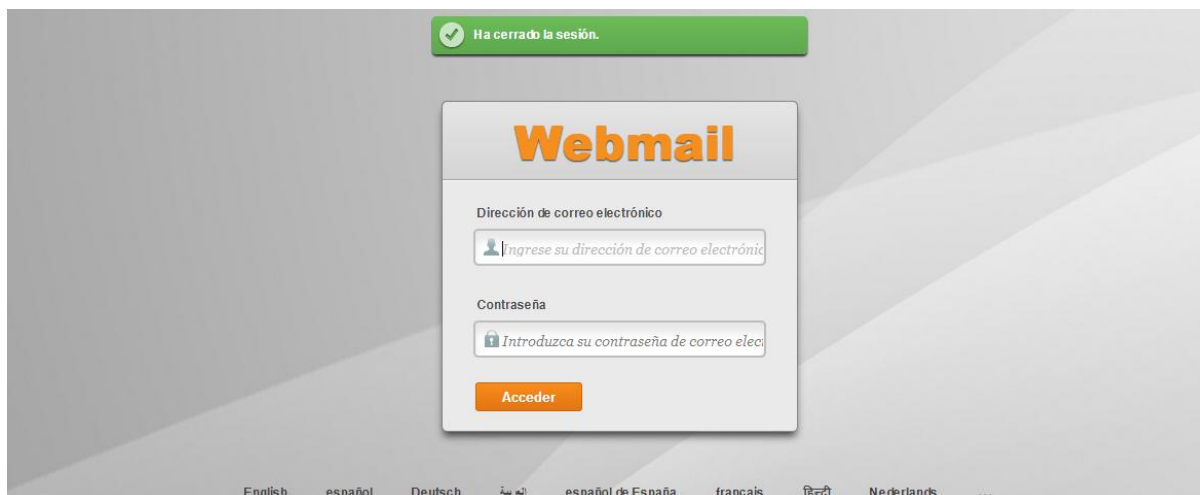 Ha cerrado la sesión.
Webmail
Dirección de correo electrónico
Ingrese su dirección de correo electrónic
Contraseña
Introduzca su contraseña de correo elec
Acceder
English español Deutsch العربية español de España français हिन्दी Nederlands ...